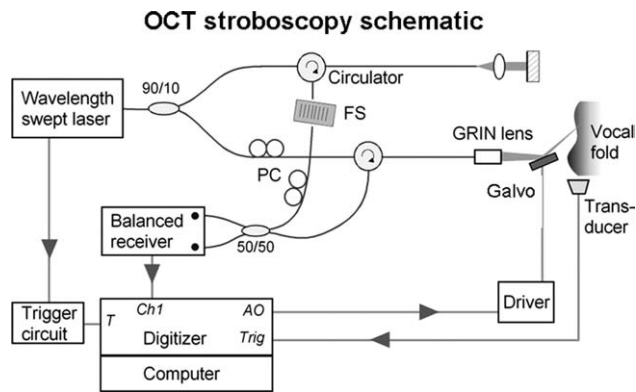 OCT stroboscopy schematic
90/10
Circulator
Wavelength
swept laser
FS
GRIN lens
Vocal
fold
PC
Galvo
Trans-
ducer
Balanced
receiver
50/50
Driver
Trigger
circuit
T
Ch1
AO
Digitizer
Trig
Computer